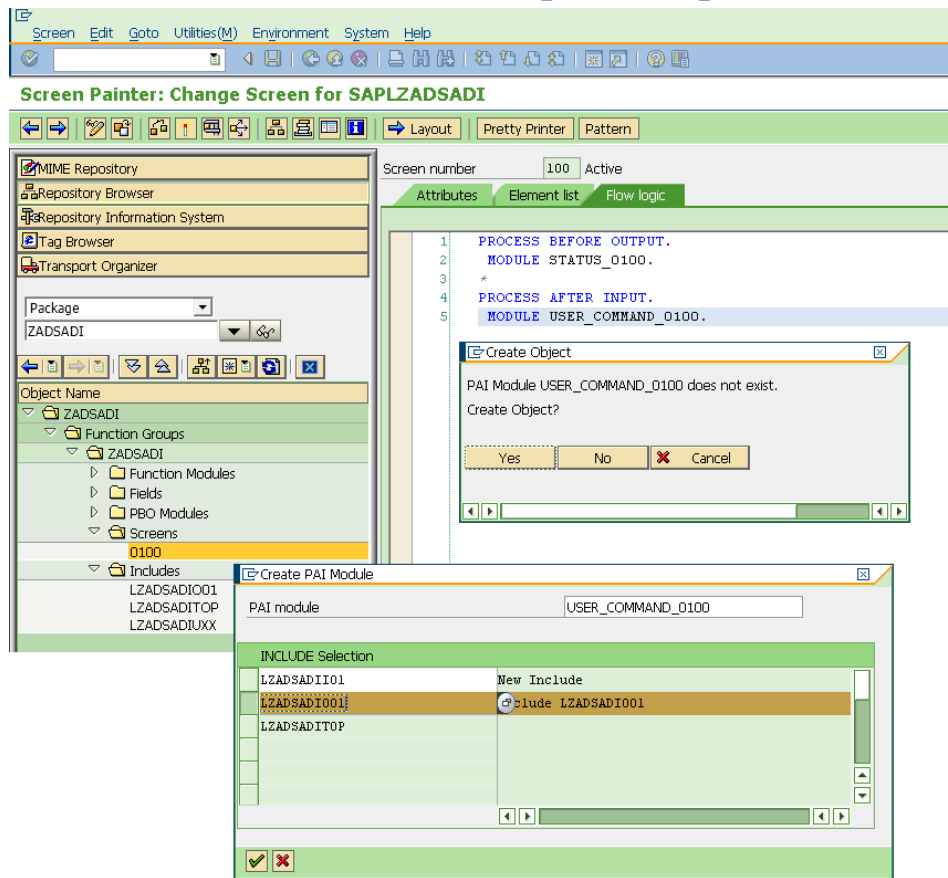 Screen Edit Goto Utilities(M) Environment System Help
Screen Painter: Change Screen for SAPLZADSADI
Layout Pretty Printer Pattern
MIME Repository
Repository Browser
Repository Information System
Tag Browser
Transport Organizer
Package
ZADSADI
Object Name
ZADSADI
Function Groups
ZADSADI
Function Modules
Fields
PBO Modules
Screens
0100
Includes
LZADSADIO01
LZADSADITOP
LZADSADIUXX
Screen number 100 Active
Attributes Element list Flow logic
1 PROCESS BEFORE OUTPUT.
2 MODULE STATUS_0100.
3 *
4 PROCESS AFTER INPUT.
5 MODULE USER_COMMAND_0100.
Create Object
PAI Module USER_COMMAND_0100 does not exist.
Create Object?
Yes No Cancel
Create PAI Module
PAI module USER_COMMAND_0100
INCLUDE Selection
LZADSADII01 New Include
LZADSADIO01 clude LZADSADIO01
LZADSADITOP